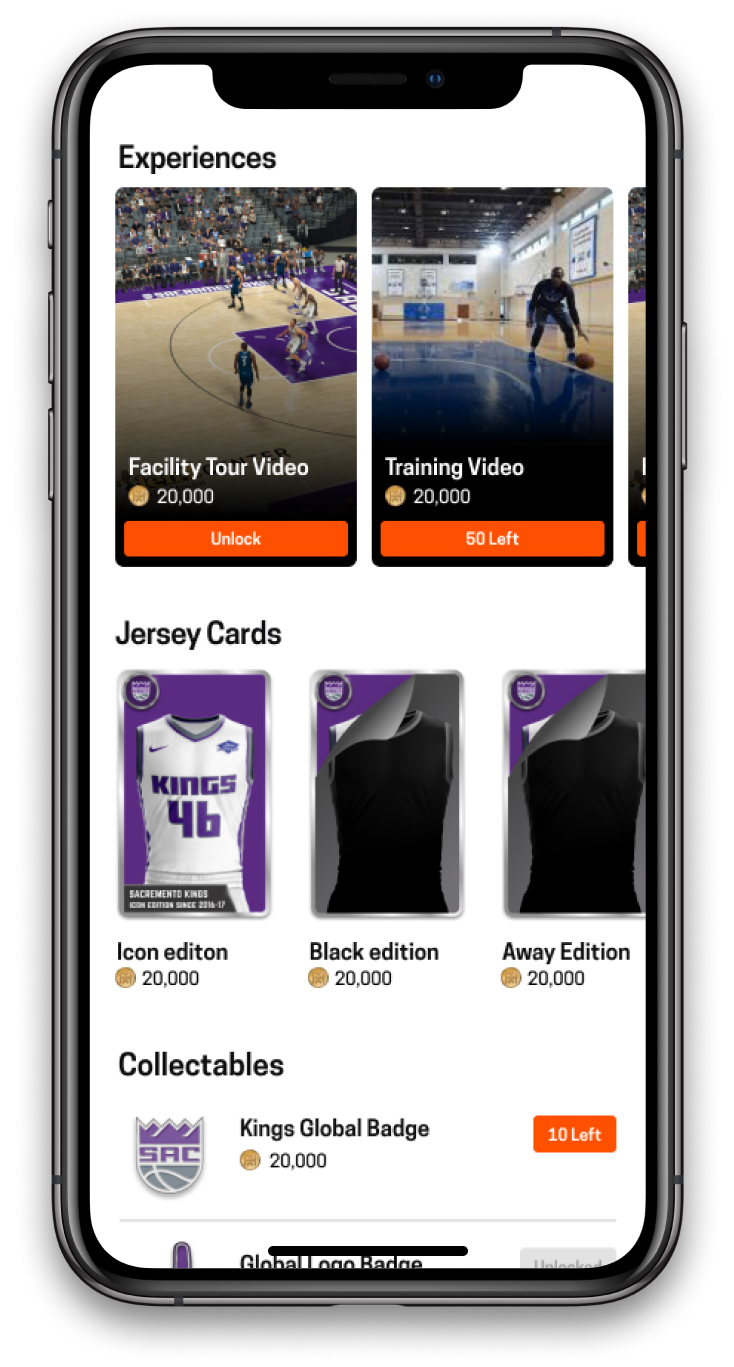 Experiences
Facility Tour Video
20,000
Unlock
Training Video
20,000
50 Left
Jersey Cards
KINGS
46
SACREMENTO KINGS
ICON EDITION SINCE 2016-17
Icon editon
20,000
Black edition
20,000
Away Edition
20,000
Collectables
SAC
Kings Global Badge
20,000
10 Left
Global Logo Badge
Unlocked